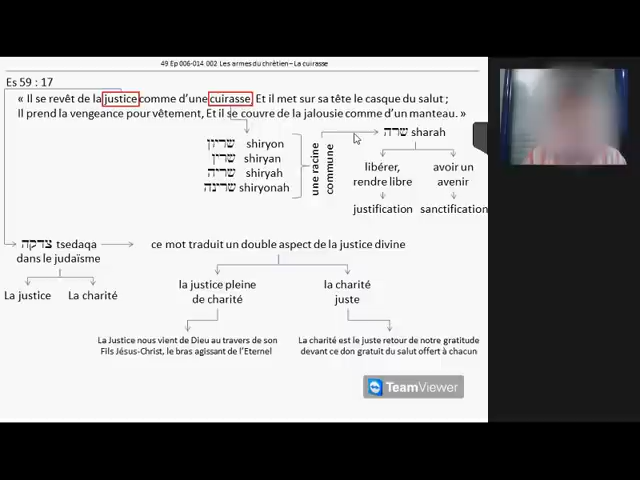 49 Ep 006-014 002 Les armes du chrétien – La cuirasse
Es 59 : 17
« Il se revêt de la justice comme d'une cuirasse, Et il met sur sa tête le casque du salut ;
Il prend la vengeance pour vêtement, Et il se couvre de la jalousie comme d'un manteau. »
שריון shiryon
שרין shiryan
שריה shiryah
שרינה shiryonah
une racine
commune
שרה sharah
libérer,
rendre libre
avoir un
avenir
justification
sanctification
צדקה tsedaqa
dans le judaïsme
La justice
La charité
ce mot traduit un double aspect de la justice divine
la justice pleine
de charité
la charité
juste
La Justice nous vient de Dieu au travers de son
Fils Jésus-Christ, le bras agissant de l'Eternel
La charité est le juste retour de notre gratitude
devant ce don gratuit du salut offert à chacun
TeamViewer